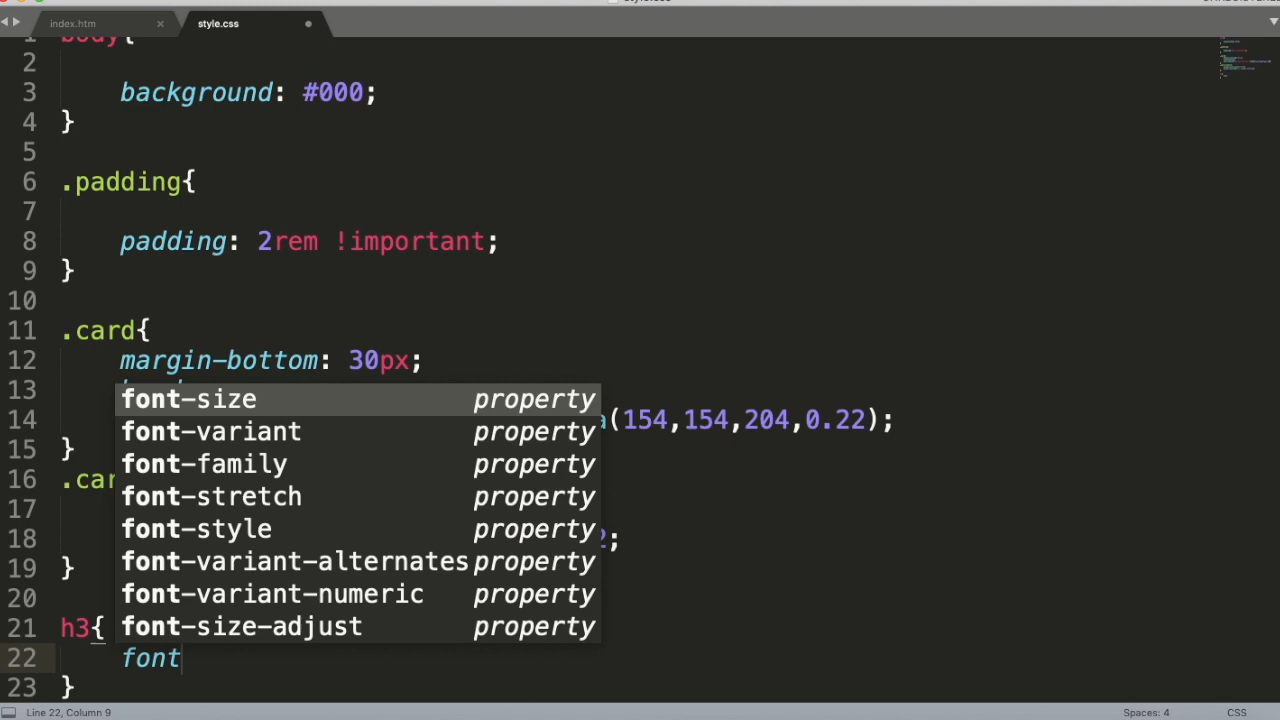 index.htm
style.css
1 body{
2
3 background: #000;
4 }
5
6 .padding{
7
8 padding: 2rem !important;
9 }
10
11 .card{
12 margin-bottom: 30px;
13
14 (154,154,204,0.22);
15 }
16 .car
17
18 ;
19 }
20
21 h3{
22 font
23 }
font-size property
font-variant property
font-family property
font-stretch property
font-style property
font-variant-alternates property
font-variant-numeric property
font-size-adjust property
Line 22, Column 9
Spaces: 4
CSS